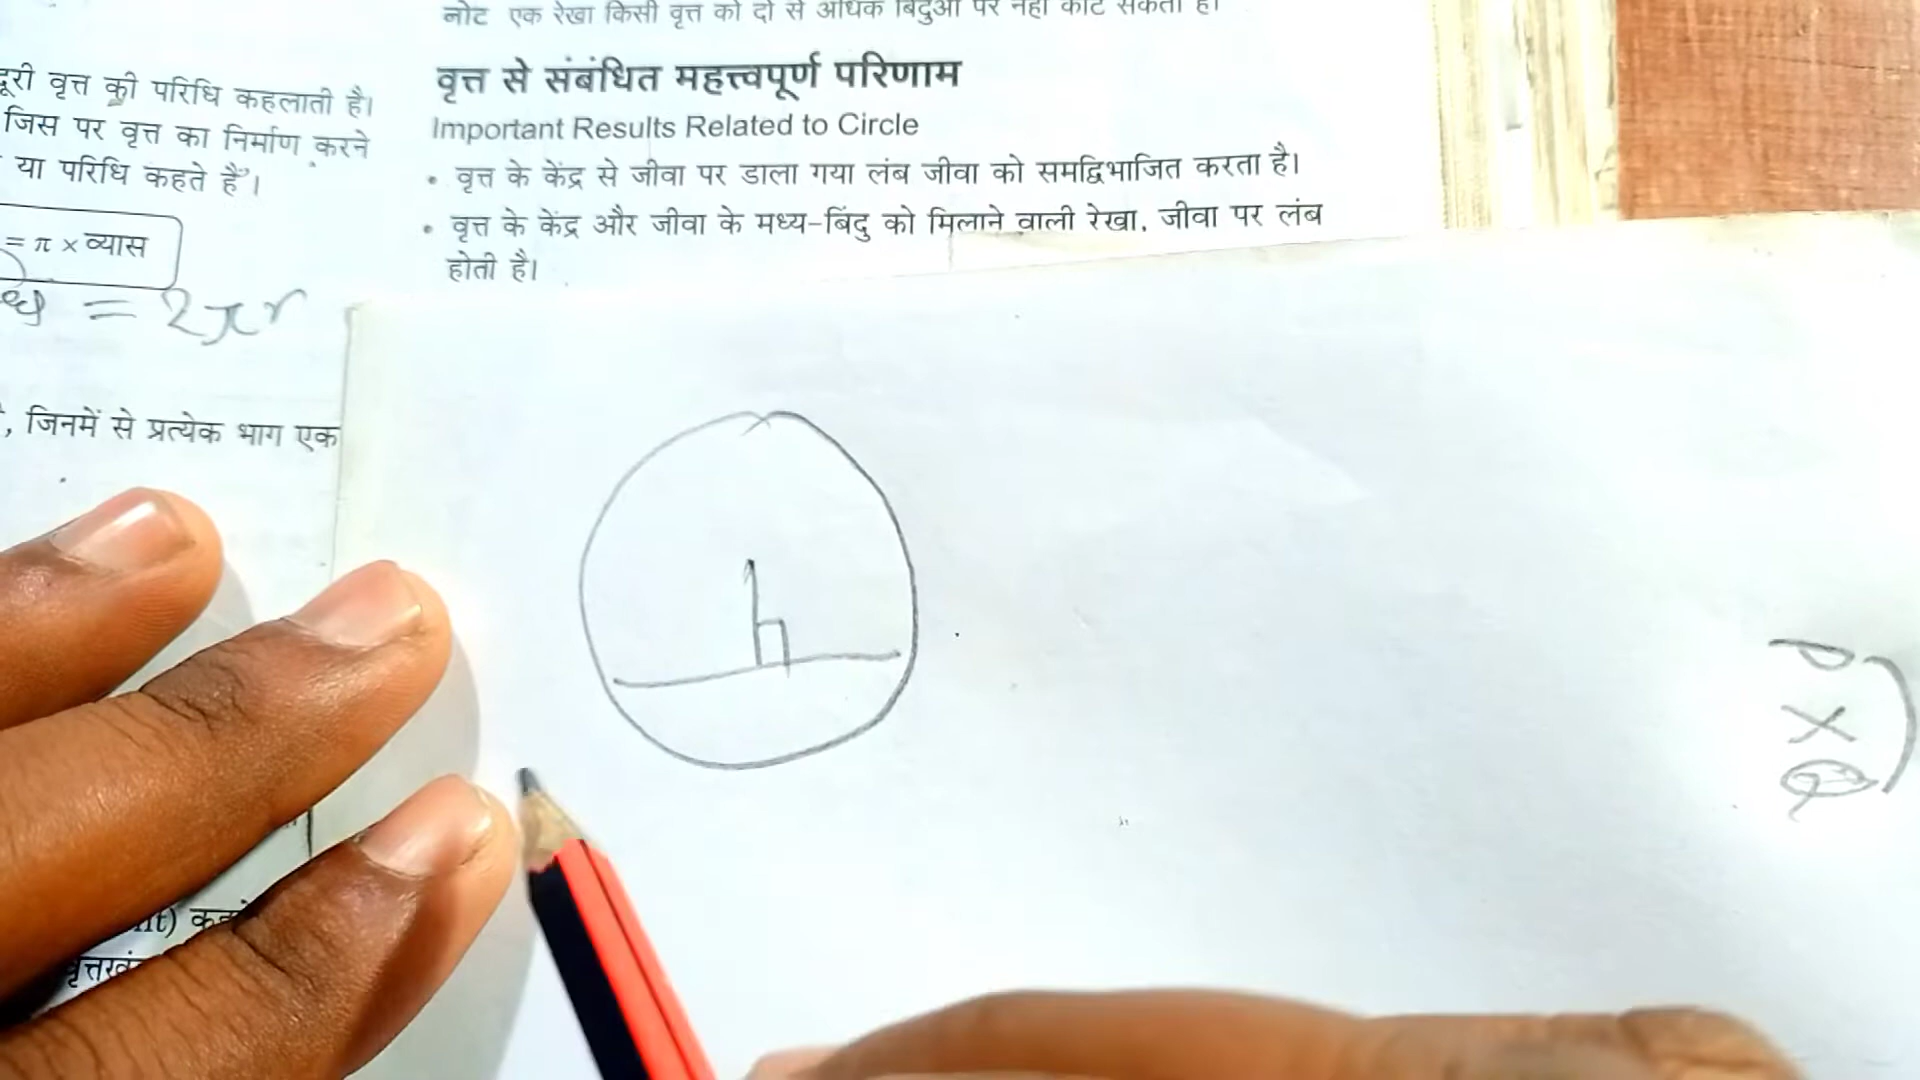 नोट एक रेखा किसी वृत्त को दो से अधिक बिंदुओं पर नहीं काट सकती है।
दूरी वृत्त की परिधि कहलाती है।
जिस पर वृत्त का निर्माण करने
या परिधि कहते हैं”।
= π × व्यास
= 2πr
, जिनमें से प्रत्येक भाग एक
nt)
वृत्त से संबंधित महत्त्वपूर्ण परिणाम
Important Results Related to Circle
• वृत्त के केंद्र से जीवा पर डाला गया लंब जीवा को समद्विभाजित करता है।
• वृत्त के केंद्र और जीवा के मध्य-बिंदु को मिलाने वाली रेखा, जीवा पर लंब
होती है।